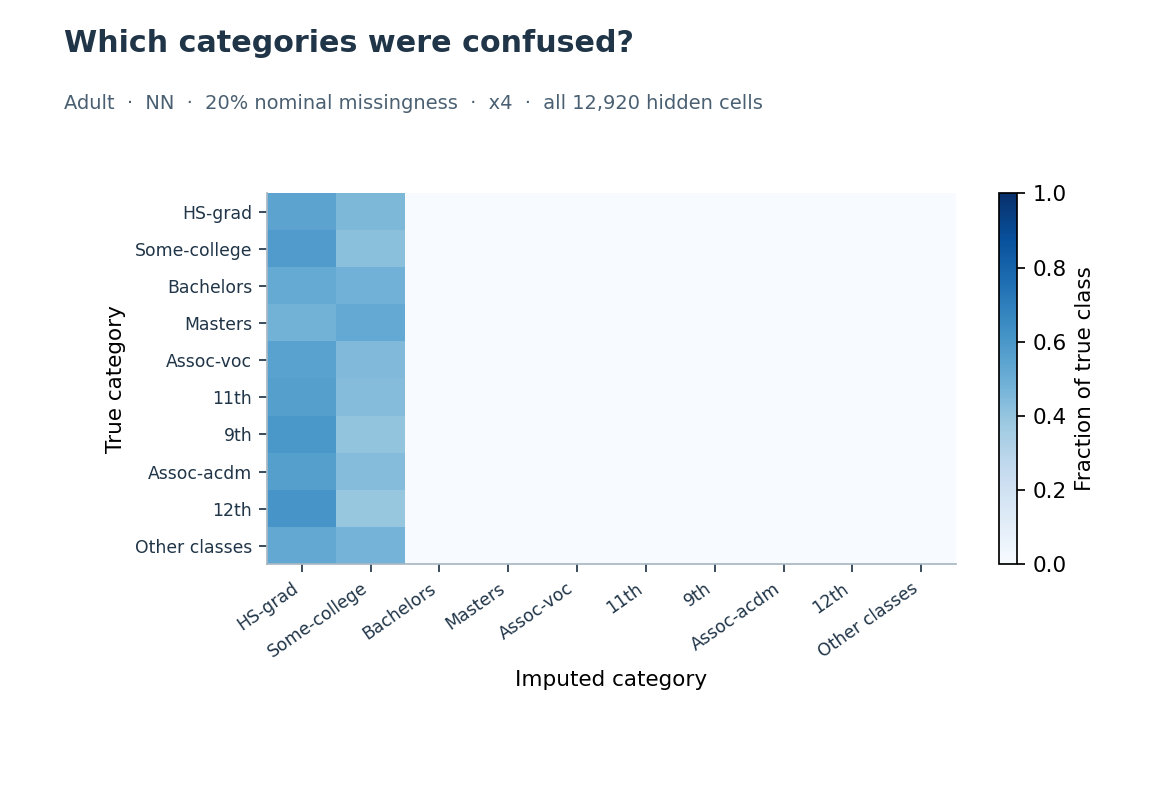 Which categories were confused?
Adult · NN · 20% nominal missingness · x4 · all 12,920 hidden cells
True category
HS-grad
Some-college
Bachelors
Masters
Assoc-voc
11th
9th
Assoc-acdm
12th
Other classes
HS-grad
Some-college
Bachelors
Masters
Assoc-voc
11th
9th
Assoc-acdm
12th
Other classes
Imputed category
1.0
0.8
0.6
0.4
0.2
0.0
Fraction of true class